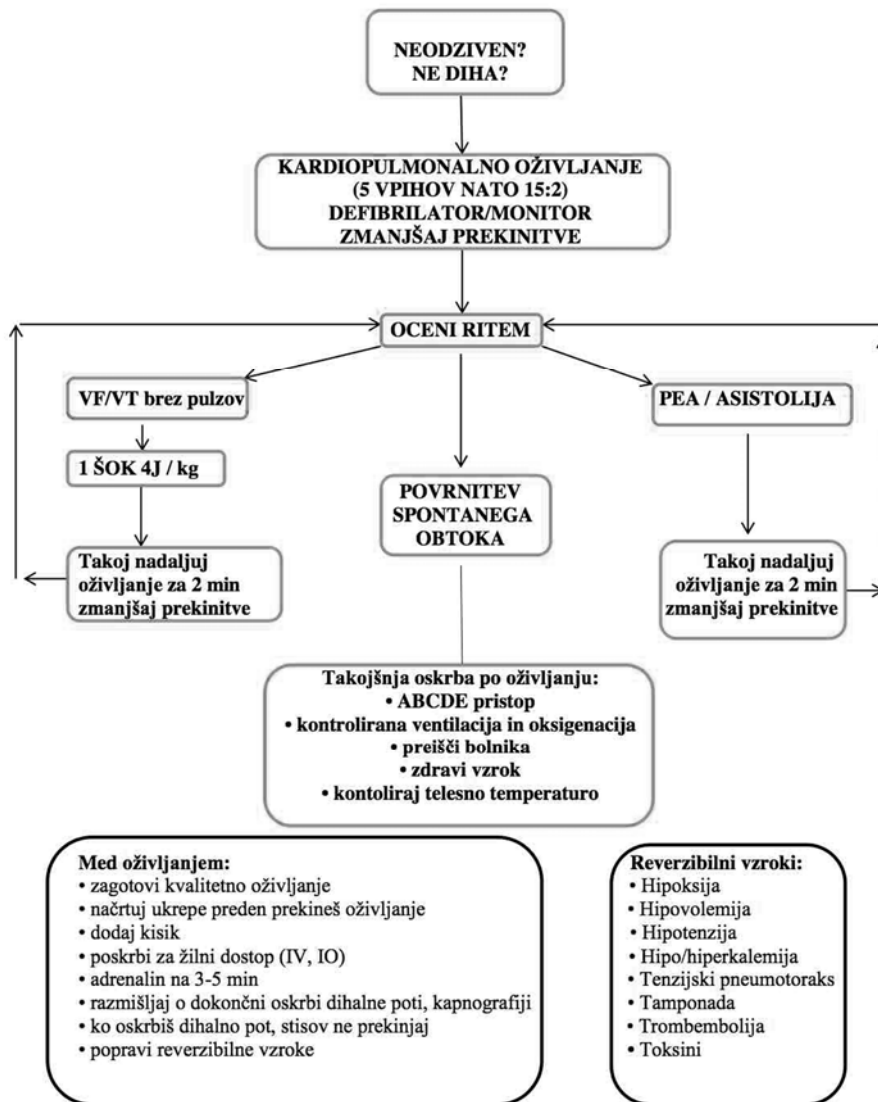 NEODZIVEN?
NE DIHA?
KARDIOPULMONALNO OŽIVLJANJE
(5 VPIHOV NATO 15:2)
DEFIBRILATOR/MONITOR
ZMANJŠAJ PREKINITVE
OCENI RITEM
VF/VT brez pulzov
PEA / ASISTOLIJA
1 ŠOK 4J / kg
POVRNITEV
SPONTANEGA
OBTOKA
Takoj nadaljuj
oživljanje za 2 min
zmanjšaj prekinitve
Takoj nadaljuj
oživljanje za 2 min
zmanjšaj prekinitve
Takojšnja oskrba po oživljanju:
• ABCDE pristop
• kontrolirana ventilacija in oksigenacija
• preišči bolnika
• zdravi vzrok
• kontoliraj telesno temperaturo
Med oživljanjem:
• zagotovi kvalitetno oživljanje
• načrtuj ukrepe preden prekineš oživljanje
• dodaj kisik
• poskrbi za žilni dostop (IV, IO)
• adrenalin na 3-5 min
• razmišljaj o dokončni oskrbi dihalne poti, kapnografiji
• ko oskrbiš dihalno pot, stisov ne prekinjaj
• popravi reverzibilne vzroke
Reverzibilni vzroki:
• Hipoksija
• Hipovolemija
• Hipotenzija
• Hipo/hiperkalemija
• Tenzijski pneumotoraks
• Tamponada
• Trombembolija
• Toksini